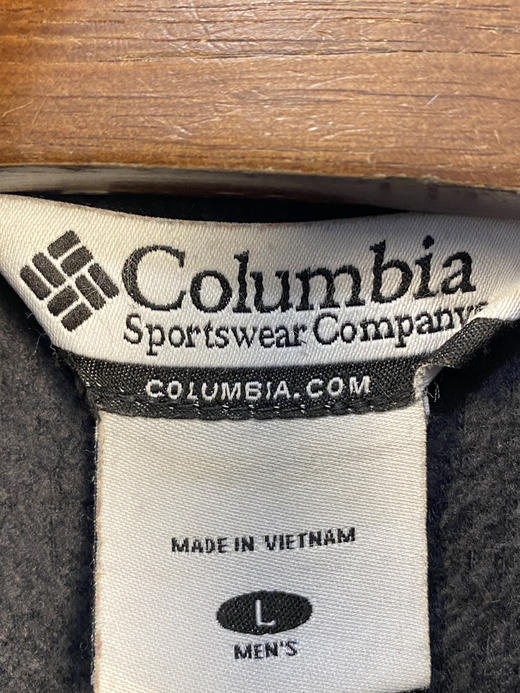 Columbia
Sportswear Company
COLUMBIA.COM
MADE IN VIETNAM
L
MEN'S